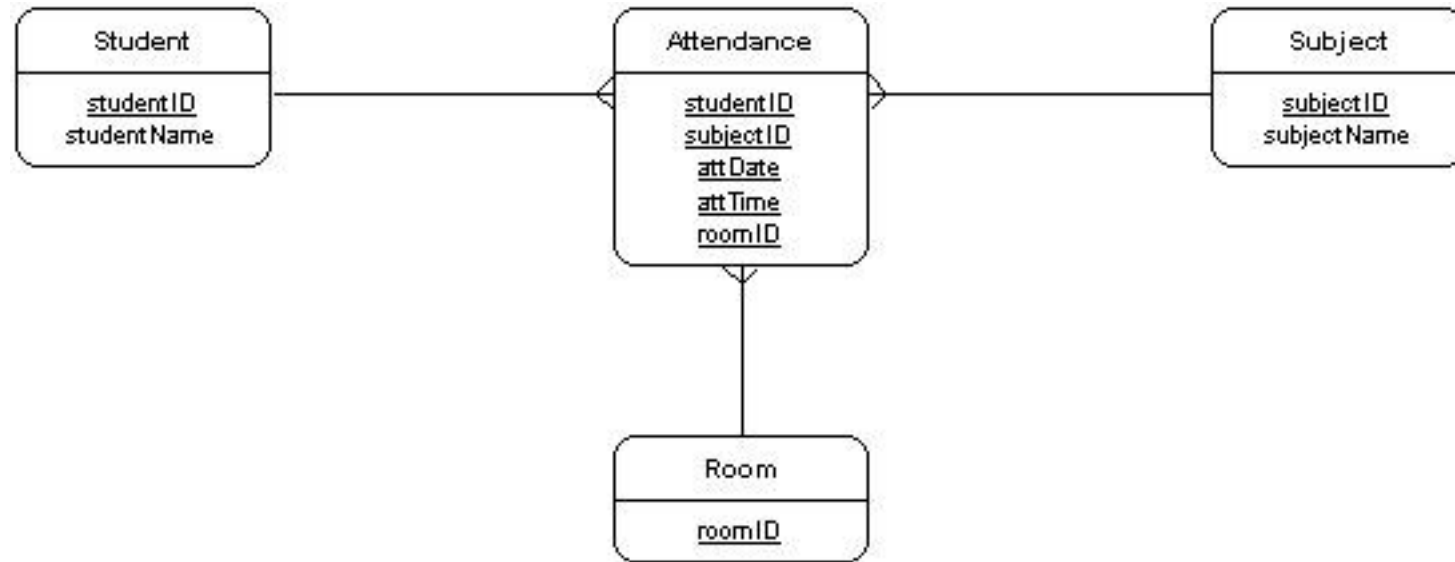 Student
studentID
studentName
Attendance
studentID
subjectID
attDate
attTime
roomID
Subject
subjectID
subjectName
Room
roomID